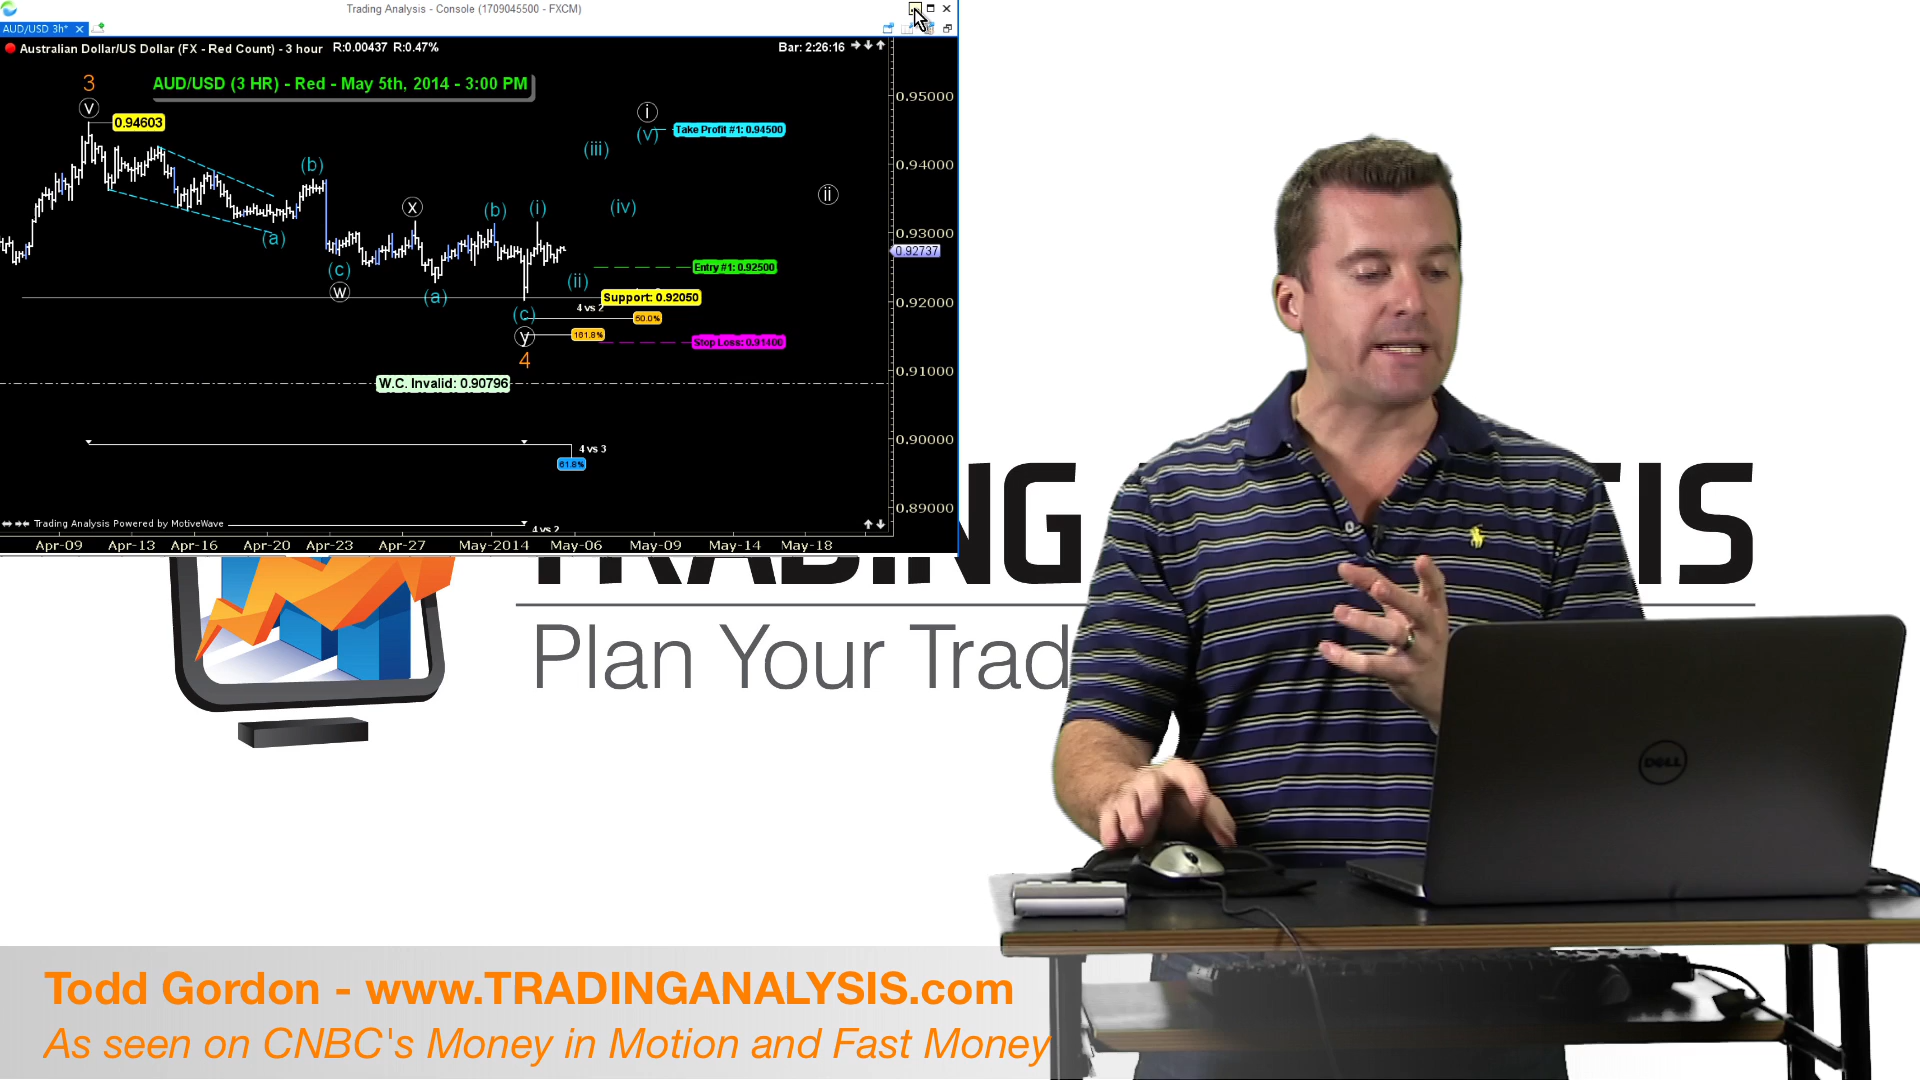 Trading Analysis - Console (1709045500 - FXCM)
AUD/USD 3h*
Australian Dollar/US Dollar (FX - Red Count) - 3 hour R:0.00437 R:0.47%
Bar: 2:26:16
AUD/USD (3 HR) - Red - May 5th, 2014 - 3:00 PM
3
v
0.94603
0.95000
i
(v)
Take Profit #1: 0.94500
(iii)
(b)
0.94000
ii
x
(b)
(i)
(iv)
(a)
0.93000
0.92737
(c)
Entry #1: 0.92500
(ii)
w
(a)
Support: 0.92050
0.92000
4 vs 2
(c)
50.0%
y
161.8%
Stop Loss: 0.91400
4
0.91000
W.C. Invalid: 0.90796
0.90000
4 vs 3
61.8%
0.89000
Trading Analysis Powered by MotiveWave
4 vs 2
Apr-09 Apr-13 Apr-16 Apr-20 Apr-23 Apr-27 May-2014 May-06 May-09 May-14 May-18
Plan Your Trad
DELL
Todd Gordon - www.TRADINGANALYSIS.com
As seen on CNBC's Money in Motion and Fast Money